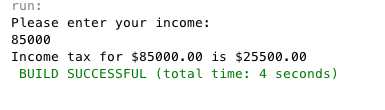 run:
Please enter your income:
85000
Income tax for $85000.00 is $25500.00
BUILD SUCCESSFUL (total time: 4 seconds)